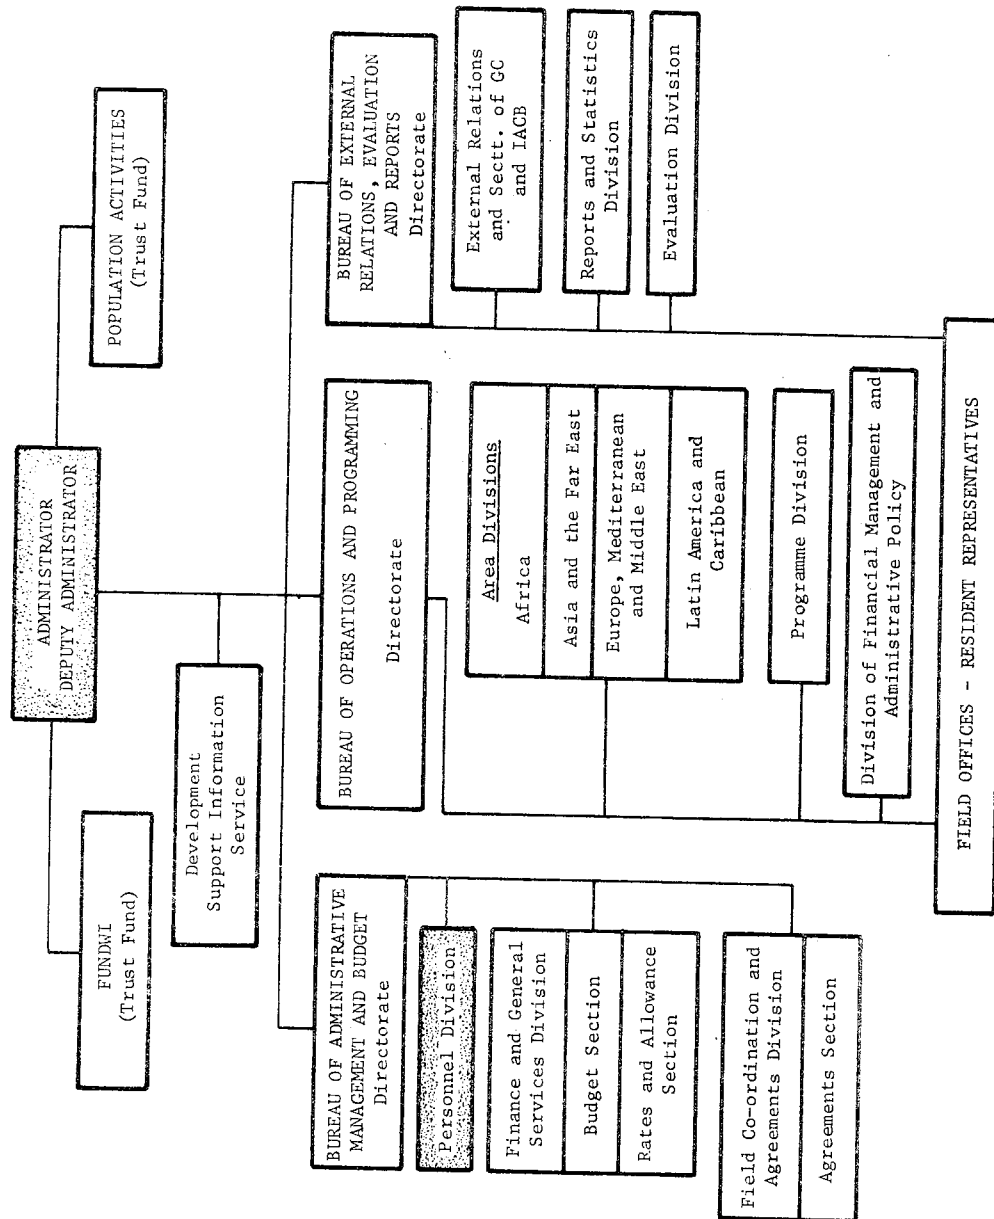 ADMINISTRATOR
DEPUTY ADMINISTRATOR
FUNDWI
(Trust Fund)
POPULATION ACTIVITIES
(Trust Fund)
Development
Support Information
Service
BUREAU OF ADMINISTRATIVE
MANAGEMENT AND BUDGET
Directorate
Personnel Division
Finance and General
Services Division
Budget Section
Rates and Allowance
Section
Field Co-ordination and
Agreements Division
Agreements Section
BUREAU OF OPERATIONS AND PROGRAMMING
Directorate
Area Divisions
Africa
Asia and the Far East
Europe, Mediterranean
and Middle East
Latin America and
Caribbean
Programme Division
Division of Financial Management and
Administrative Policy
BUREAU OF EXTERNAL
RELATIONS, EVALUATION
AND REPORTS
Directorate
External Relations
and Sectt. of GC
and IACB
Reports and Statistics
Division
Evaluation Division
FIELD OFFICES - RESIDENT REPRESENTATIVES